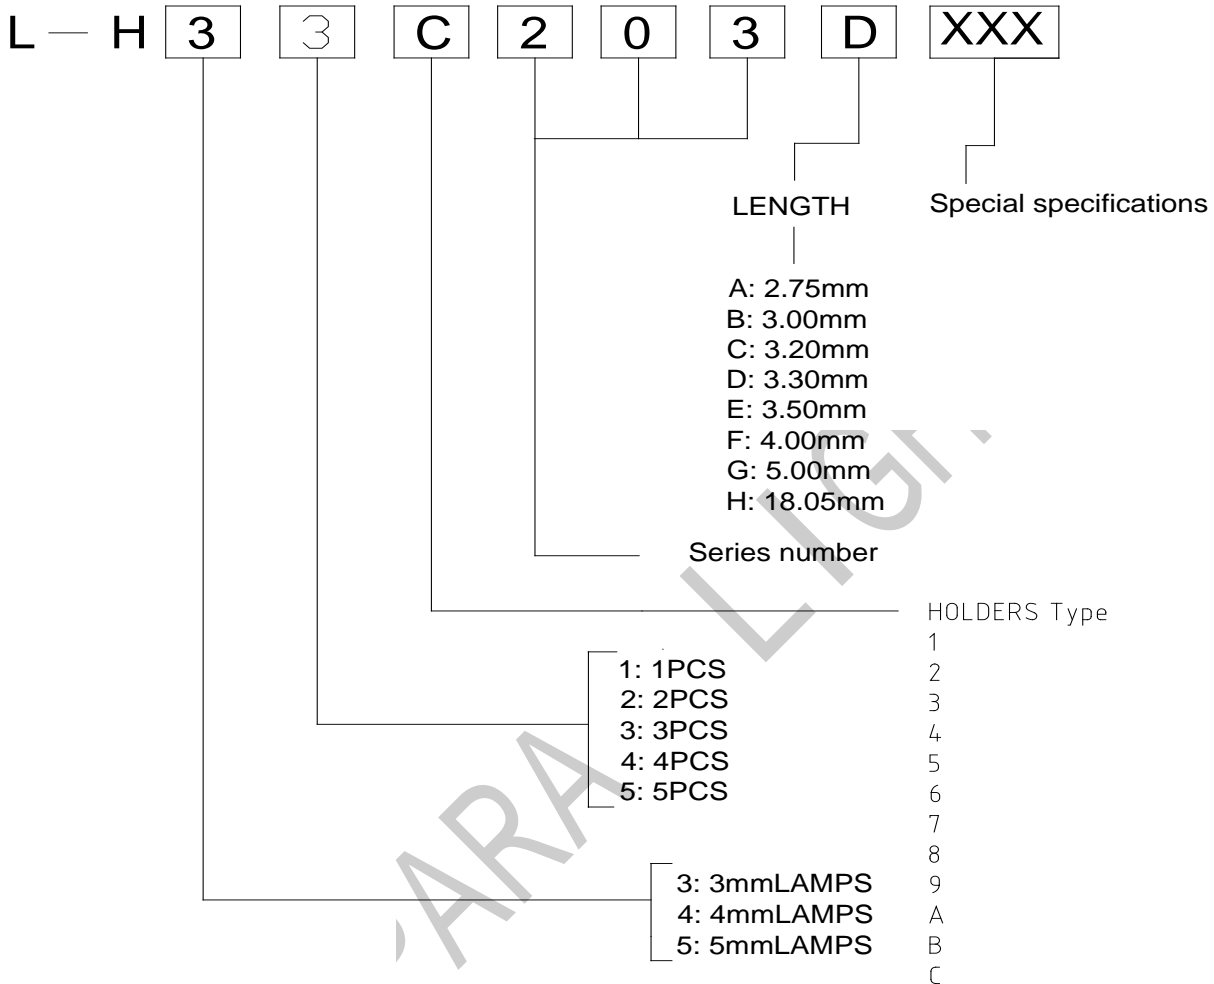 L — H 3 3 C 2 0 3 D XXX
LENGTH
Special specifications
A: 2.75mm
B: 3.00mm
C: 3.20mm
D: 3.30mm
E: 3.50mm
F: 4.00mm
G: 5.00mm
H: 18.05mm
Series number
HOLDERS Type
1
2
3
4
5
6
7
8
9
A
B
C
1: 1PCS
2: 2PCS
3: 3PCS
4: 4PCS
5: 5PCS
3: 3mmLAMPS
4: 4mmLAMPS
5: 5mmLAMPS
PARA LIGH